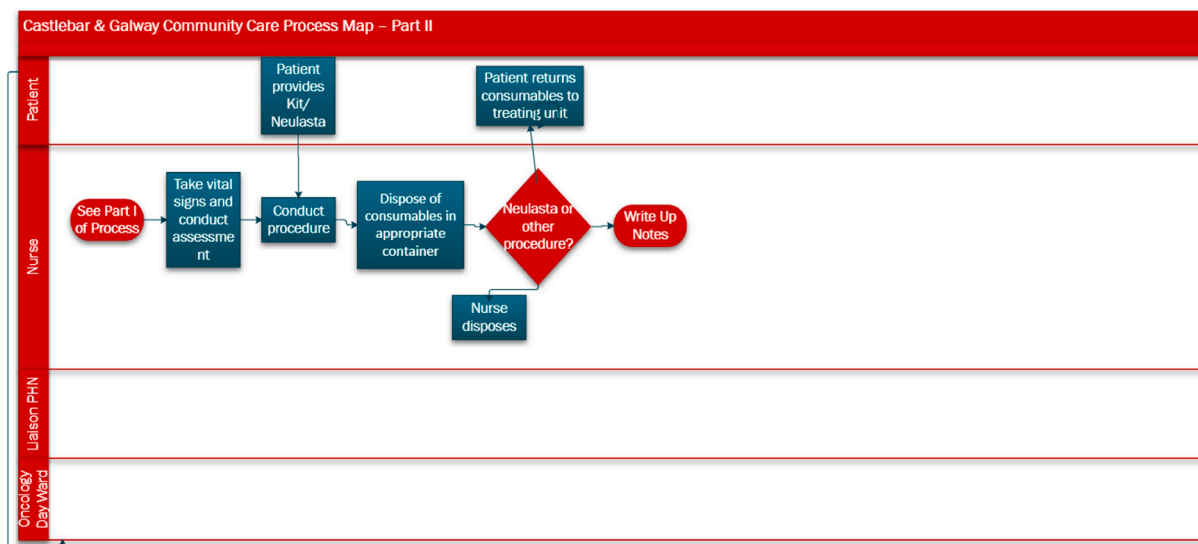 Castlebar & Galway Community Care Process Map – Part II
Patient
Patient
provides
Kit/
Neulasta
Patient returns
consumables to
treating unit
Nurse
See Part I
of Process
Take vital
signs and
conduct
assessme
nt
Conduct
procedure
Dispose of
consumables in
appropriate
container
Neulasta or
other
procedure?
Write Up
Notes
Nurse
disposes
Liaison PHN
Oncology
Day Ward